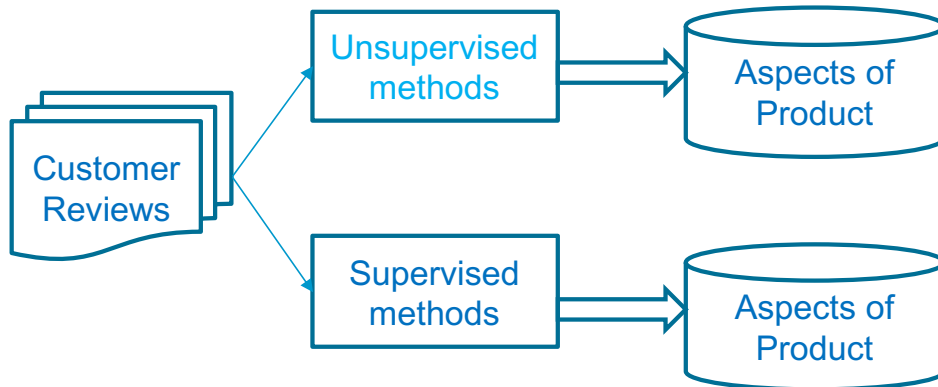 Customer
Reviews
Unsupervised
methods
Aspects of
Product
Supervised
methods
Aspects of
Product